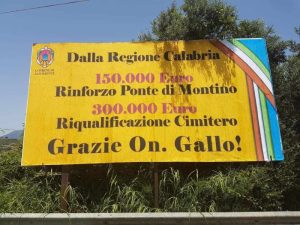 Dalla Regione Calabria
150.000 Euro
Rinforzo Ponte di Montino
300.000 Euro
Riqualificazione Cimitero
Grazie On. Gallo!